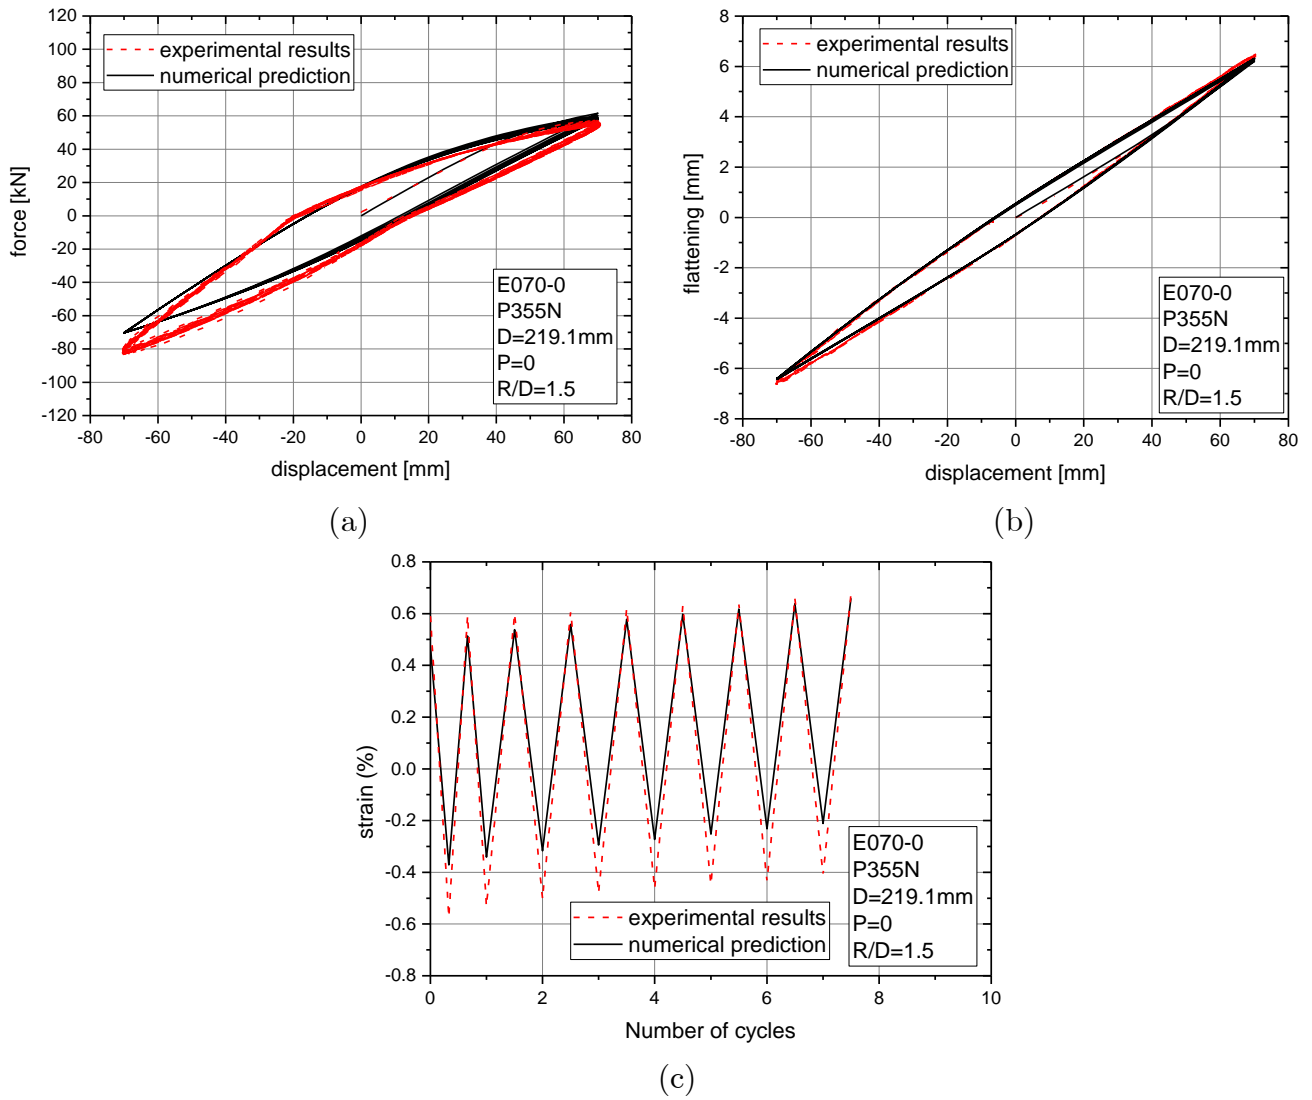 120
100
80
60
40
20
0
-20
-40
-60
-80
-100
-120
force [kN]
experimental results
numerical prediction
E070-0
P355N
D=219.1mm
P=0
R/D=1.5
-80 -60 -40 -20 0 20 40 60 80
displacement [mm]
(a)
8
6
4
2
0
-2
-4
-6
-8
flattening [mm]
experimental results
numerical prediction
E070-0
P355N
D=219.1mm
P=0
R/D=1.5
-80 -60 -40 -20 0 20 40 60 80
displacement [mm]
(b)
0.8
0.6
0.4
0.2
0.0
-0.2
-0.4
-0.6
-0.8
strain (%)
E070-0
P355N
D=219.1mm
P=0
R/D=1.5
experimental results
numerical prediction
0 2 4 6 8 10
Number of cycles
(c)